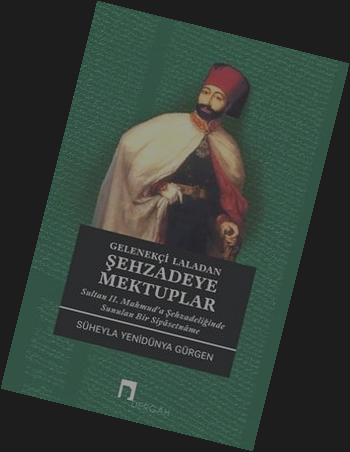 GELENEKÇİ LALADAN
ŞEHZADEYE
MEKTUPLAR
Sultan II. Mahmud'a Şehzadeliğinde
Sunulan Bir Siyâsetnâme
SÜHEYLA YENİDÜNYA GÜRGEN
DERGÂH